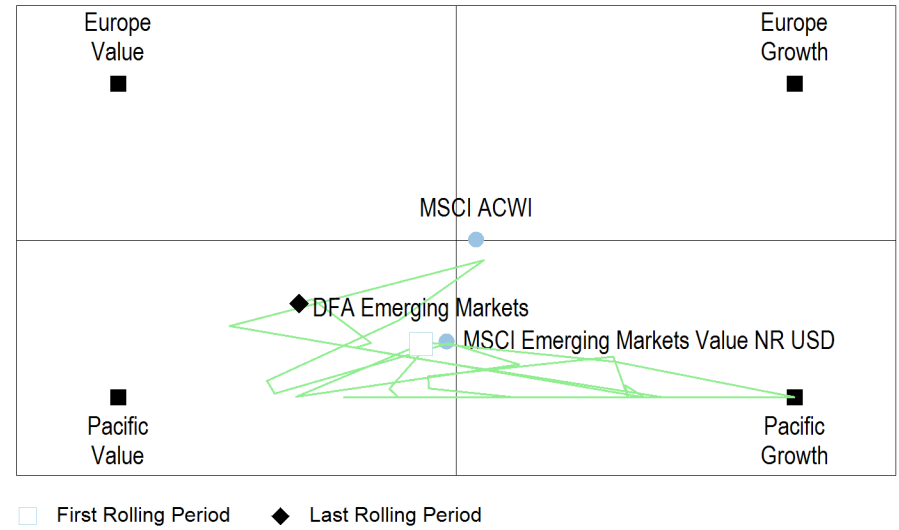 Europe
Value
Europe
Growth
MSCI ACWI
DFA Emerging Markets
MSCI Emerging Markets Value NR USD
Pacific
Value
Pacific
Growth
First Rolling Period
Last Rolling Period